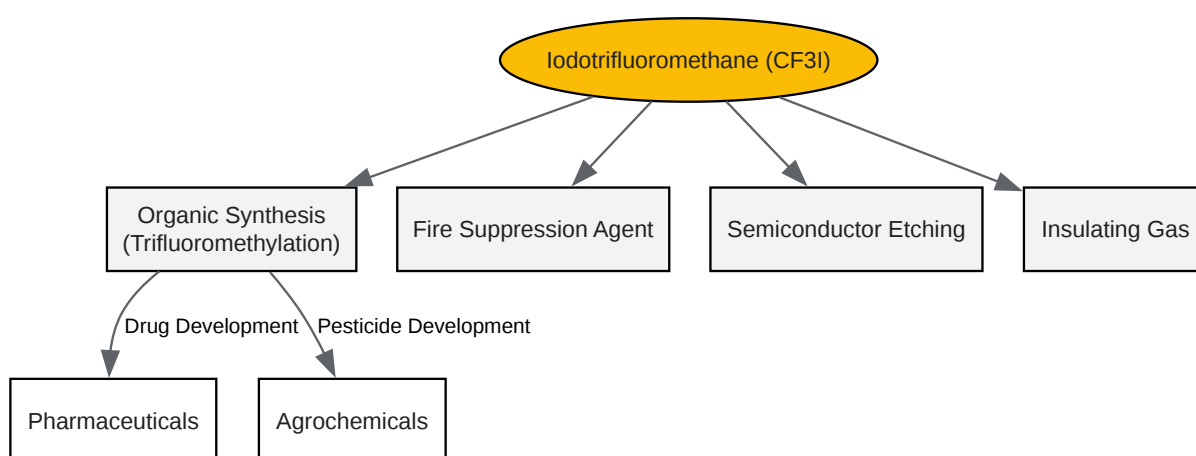 Iodotrifluoromethane (CF3I)
Organic Synthesis
(Trifluoromethylation)
Fire Suppression Agent
Semiconductor Etching
Insulating Gas
Drug Development
Pesticide Development
Pharmaceuticals
Agrochemicals